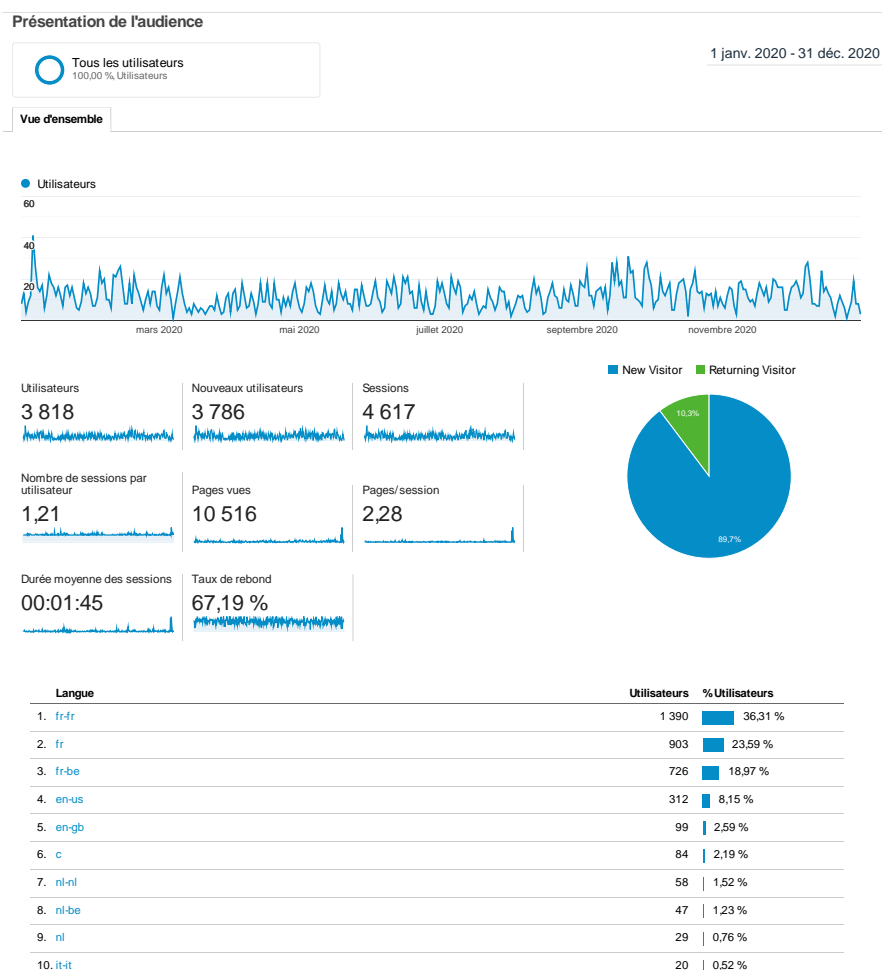 Présentation de l'audience
Tous les utilisateurs
100,00 %, Utilisateurs
1 janv. 2020 - 31 déc. 2020
Vue d'ensemble
Utilisateurs
60
40
20
mars 2020 mai 2020 juillet 2020 septembre 2020 novembre 2020
New Visitor Returning Visitor
10,3%
89,7%
Utilisateurs
3 818
Nouveaux utilisateurs
3 786
Sessions
4 617
Nombre de sessions par
utilisateur
1,21
Pages vues
10 516
Pages/session
2,28
Durée moyenne des sessions
00:01:45
Taux de rebond
67,19 %
Langue Utilisateurs % Utilisateurs
1. fr-fr 1 390 36,31 %
2. fr 903 23,59 %
3. fr-be 726 18,97 %
4. en-us 312 8,15 %
5. en-gb 99 2,59 %
6. c 84 2,19 %
7. nl-nl 58 1,52 %
8. nl-be 47 1,23 %
9. nl 29 0,76 %
10. it-it 20 0,52 %